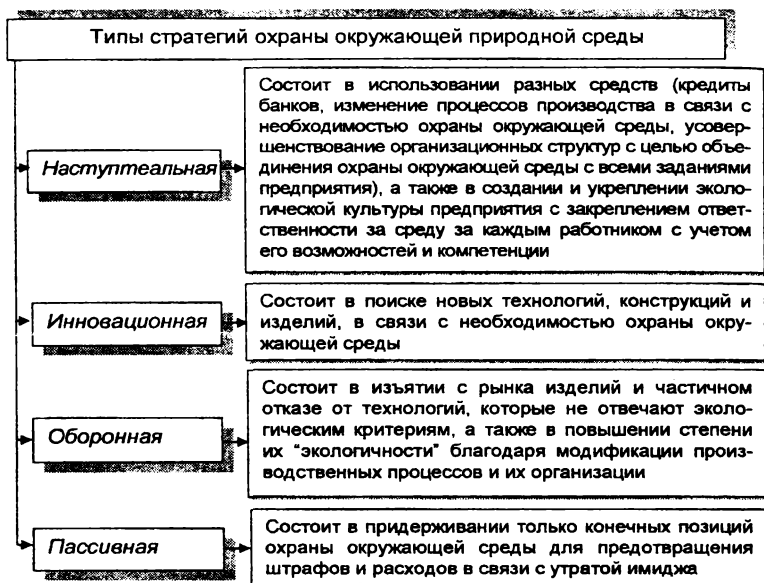 Типы стратегий охраны окружающей природной среды
Наступтеальная
Состоит в использовании разных средств (кредиты
банков, изменение процессов производства в связи с
необходимостью охраны окружающей среды, усовер-
шенствование организационных структур с целью объе-
динения охраны окружающей среды с всеми заданиями
предприятия), а также в создании и укреплении эколо-
гической культуры предприятия с закреплением ответ-
ственности за среду за каждым работником с учетом
его возможностей и компетенции
Инновационная
Состоит в поиске новых технологий, конструкций и
изделий, в связи с необходимостью охраны окру-
жающей среды
Оборонная
Состоит в изъятии с рынка изделий и частичном
отказе от технологий, которые не отвечают эколо-
гическим критериям, а также в повышении степени
их "экологичности" благодаря модификации произ-
водственных процессов и их организации
Пассивная
Состоит в придерживании только конечных позиций
охраны окружающей среды для предотвращения
штрафов и расходов в связи с утратой имиджа